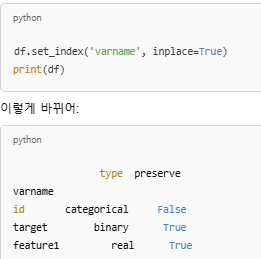 python
df.set_index('varname', inplace=True)
print(df)
이렇게 바뀌어:
python
type preserve
varname
id categorical False
target binary True
feature1 real True